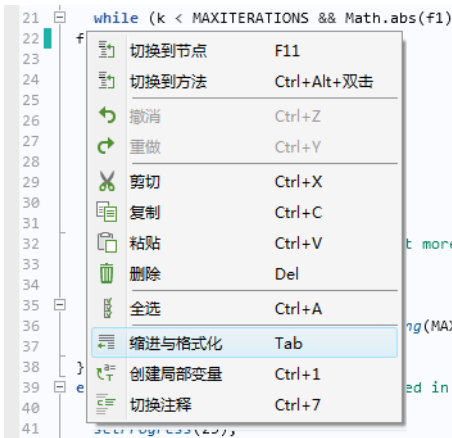 21 while (k < MAXITERATIONS && Math.abs(f1)
22 f
切换到节点 F11
23
24 切换到方法 Ctrl+Alt+双击
25
26 撤消 Ctrl+Z
27 重做 Ctrl+Y
28
29 剪切 Ctrl+X
30 复制 Ctrl+C
31
32 粘贴 Ctrl+V t more
33 删除 Del
34
35 全选 Ctrl+A
36 ng(MAX
37 缩进与格式化 Tab
38 } 创建局部变量 Ctrl+1
39 e ed in
40 切换注释 Ctrl+7
41 setProgress(25);